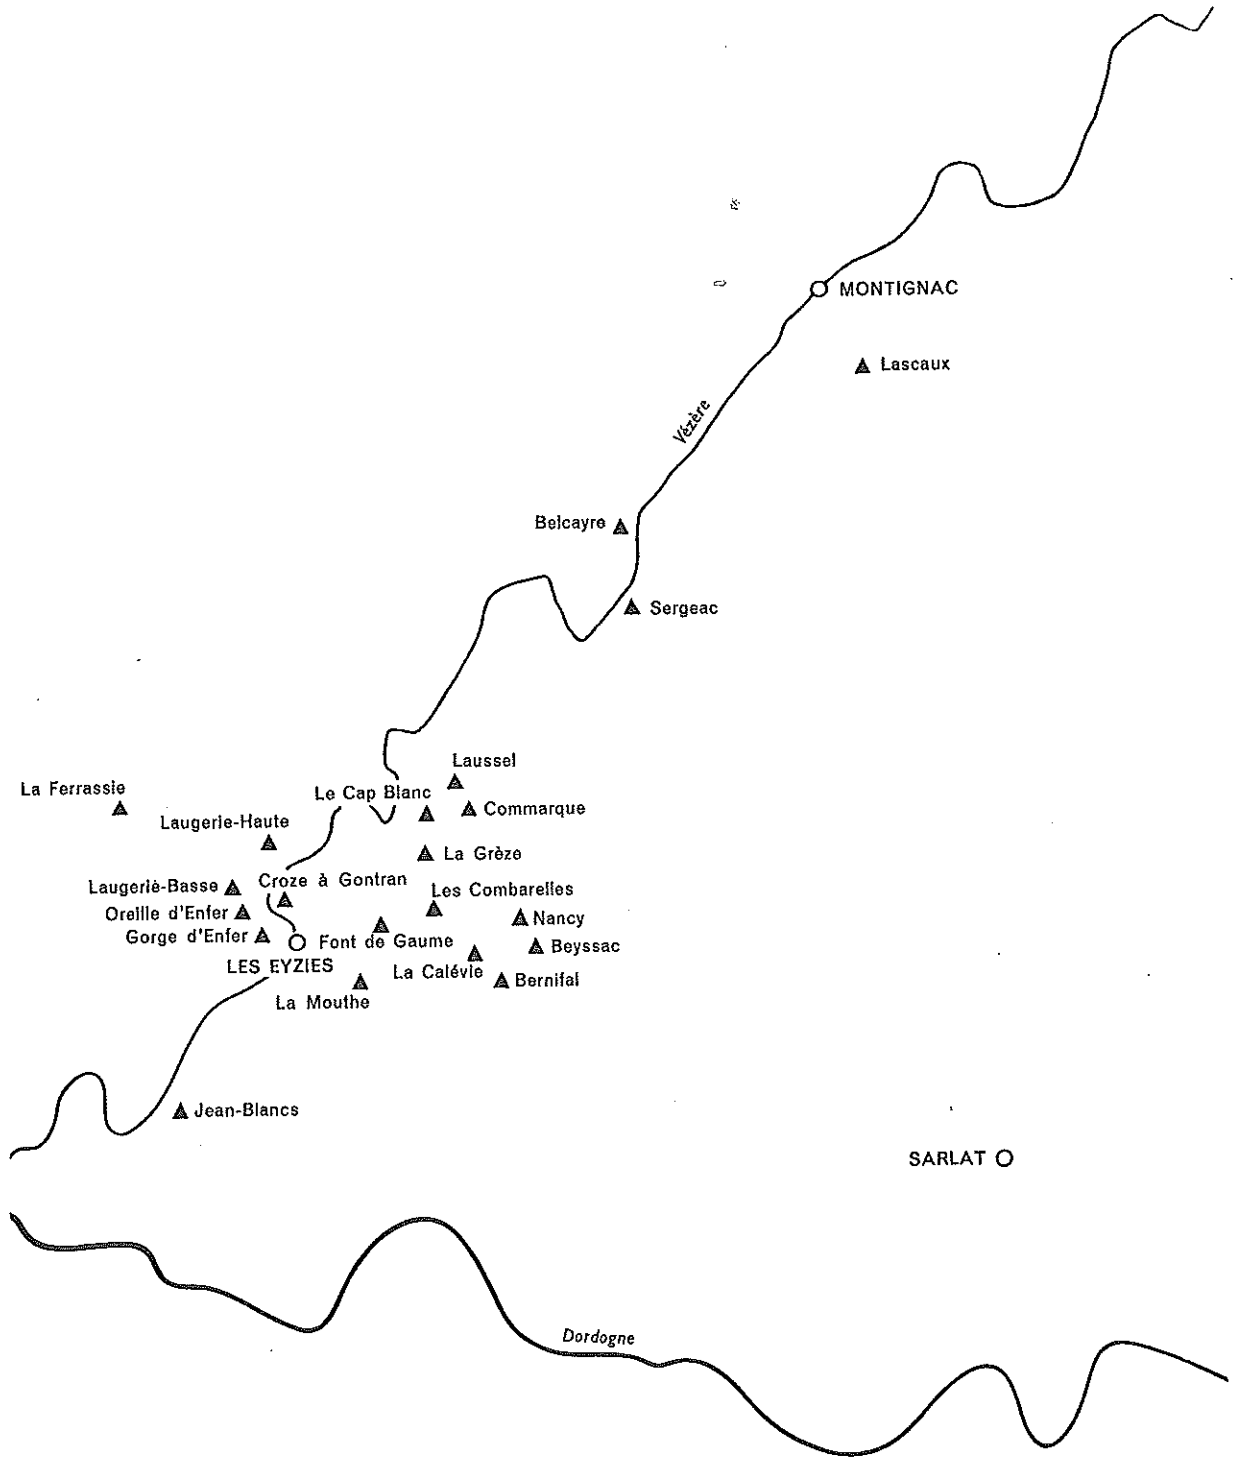 MONTIGNAC
Lascaux
Vézère
Belcayre
Sergeac
Laussel
La Ferrassie
Le Cap Blanc
Commarque
Laugerie-Haute
La Grèze
Croze à Gontran
Laugerie-Basse
Les Combarelles
Oreille d'Enfer
Nancy
Gorge d'Enfer
Font de Gaume
Beyssac
LES EYZIES
La Calévie
Bernifal
La Mouthe
Jean-Blancs
SARLAT
Dordogne